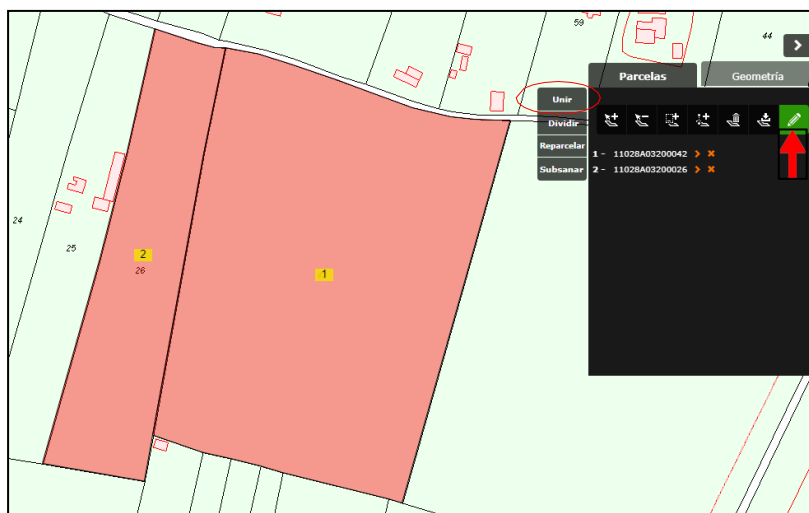 59
44
Parcelas Geometría
Unir
Dividir
Reparcelar
Subsanar
1 - 11028A03200042
2 - 11028A03200026
24
25
2
26
1